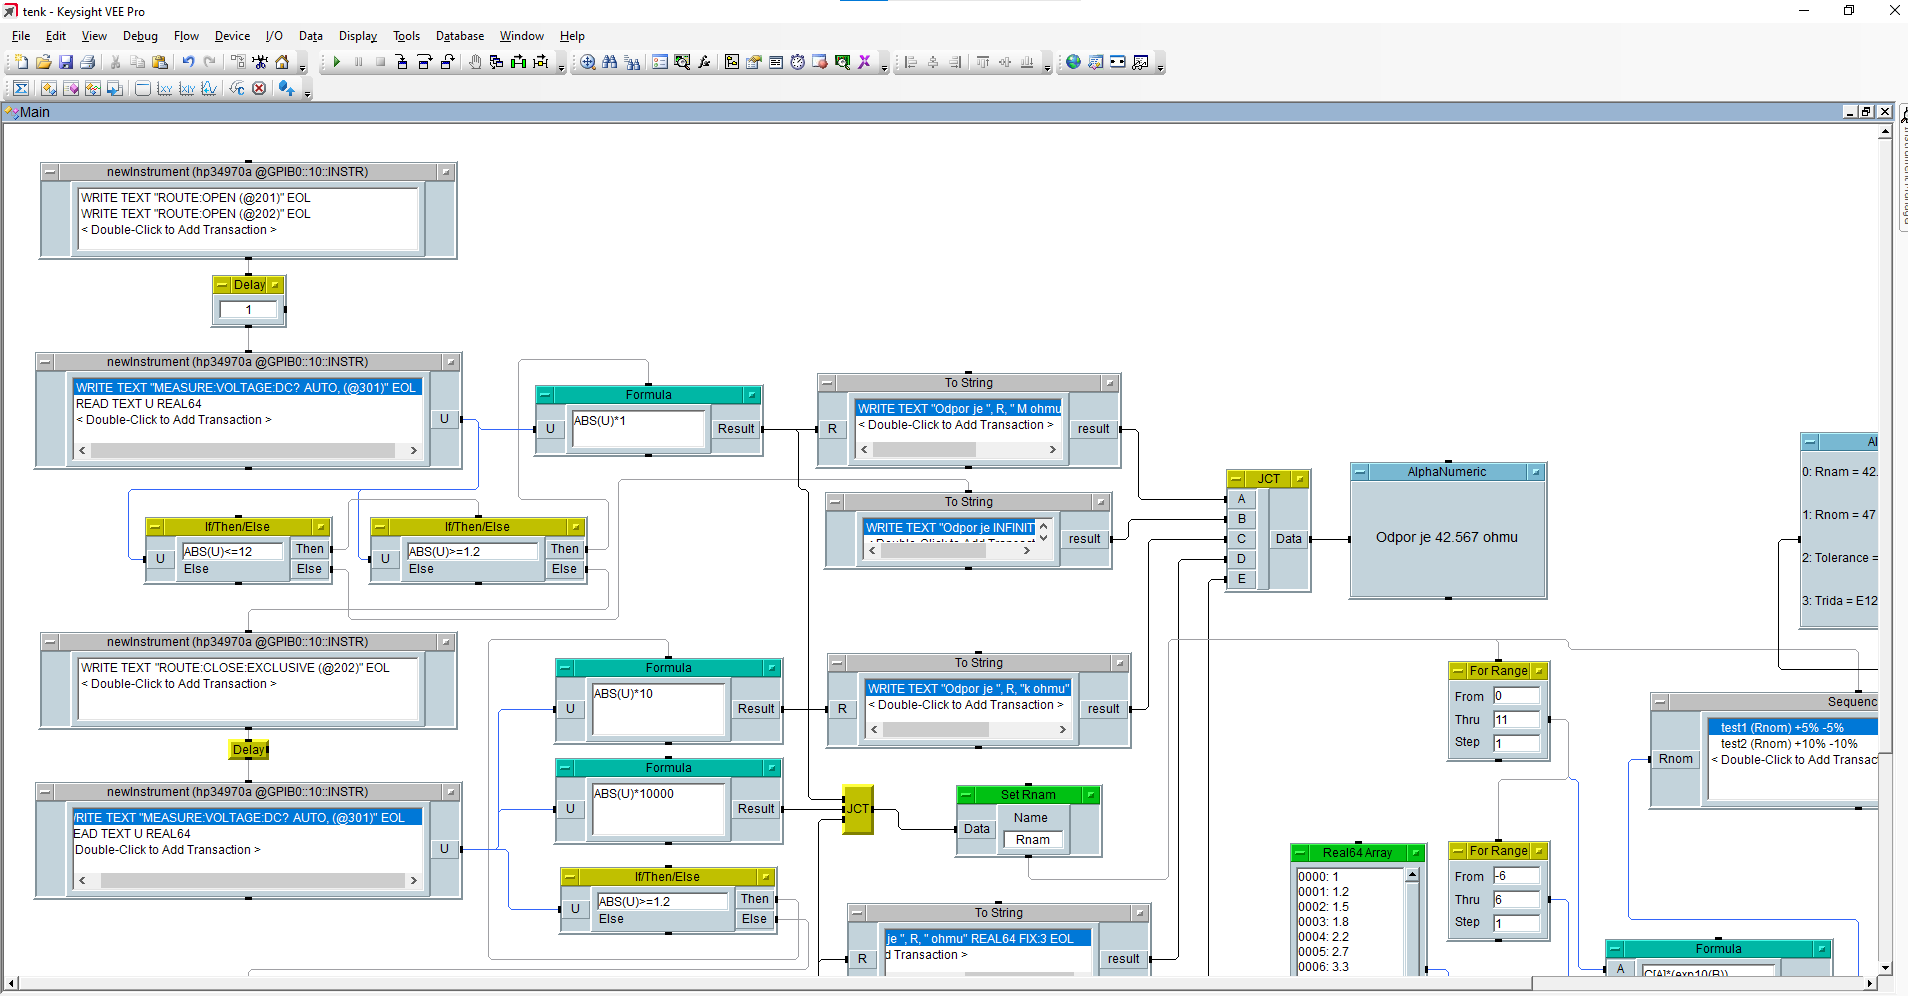 tenk - Keysight VEE Pro
File Edit View Debug Flow Device I/O Data Display Tools Database Window Help
Main
newInstrument (hp34970a @GPIB0::10::INSTR)
WRITE TEXT "ROUTE:OPEN (@201)" EOL
WRITE TEXT "ROUTE:OPEN (@202)" EOL
< Double-Click to Add Transaction >
Delay
1
newInstrument (hp34970a @GPIB0::10::INSTR)
WRITE TEXT "MEASURE:VOLTAGE:DC? AUTO, (@301)" EOL
READ TEXT U REAL64
< Double-Click to Add Transaction >
U
Formula
U
ABS(U)*1
Result
To String
R
WRITE TEXT "Odpor je ", R, " M ohmu
< Double-Click to Add Transaction >
result
If/Then/Else
U
ABS(U)<=12
Then
Else
Else
If/Then/Else
U
ABS(U)>=1.2
Then
Else
Else
To String
WRITE TEXT "Odpor je INFINIT
result
JCT
A
B
C
D
E
Data
AlphaNumeric
Odpor je 42.567 ohmu
0: Rnam = 42.
1: Rnom = 47
2: Tolerance =
3: Trida = E12
newInstrument (hp34970a @GPIB0::10::INSTR)
WRITE TEXT "ROUTE:CLOSE:EXCLUSIVE (@202)" EOL
< Double-Click to Add Transaction >
Delay
Formula
U
ABS(U)*10
Result
To String
R
WRITE TEXT "Odpor je ", R, "k ohmu"
< Double-Click to Add Transaction >
result
For Range
From 0
Thru 11
Step 1
Sequenc
Rnom
test1 (Rnom) +5% -5%
test2 (Rnom) +10% -10%
< Double-Click to Add Transac
newInstrument (hp34970a @GPIB0::10::INSTR)
RITE TEXT "MEASURE:VOLTAGE:DC? AUTO, (@301)" EOL
EAD TEXT U REAL64
Double-Click to Add Transaction >
U
Formula
U
ABS(U)*10000
Result
JCT
Set Rnam
Data
Name
Rnam
If/Then/Else
U
ABS(U)>=1.2
Then
Else
Else
To String
R
je ", R, " ohmu" REAL64 FIX:3 EOL
d Transaction >
result
Real64 Array
0000: 1
0001: 1.2
0002: 1.5
0003: 1.8
0004: 2.2
0005: 2.7
0006: 3.3
For Range
From -6
Thru 6
Step 1
Formula
A
C[A]*(exp10(B))